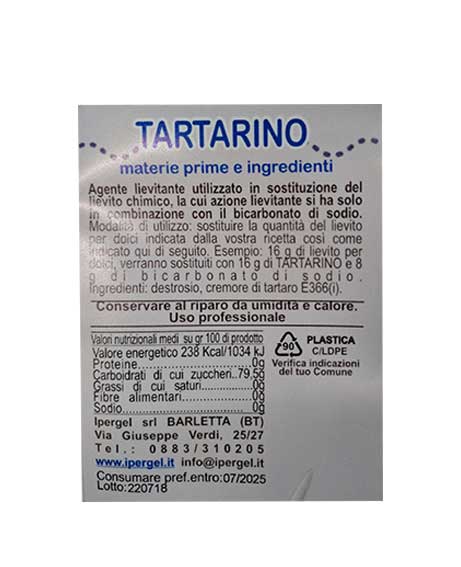 TARTARINO
materie prime e ingredienti
Agente lievitante utilizzato in sostituzione del
lievito chimico, la cui azione lievitante si ha solo
in combinazione con il bicarbonato di sodio.
Modalità di utilizzo: sostituire la quantità del lievito
per dolci indicata dalla vostra ricetta così come
indicato qui di seguito. Esempio: 16 g di lievito per
dolci, verranno sostituiti con 16 g di TARTARINO e 8
g di bicarbonato di sodio.
Ingredienti: destrosio, cremore di tartaro E366(i).
Conservare al riparo da umidità e calore.
Uso professionale
Valori nutrizionali medi su gr 100 di prodotto
Valore energetico 238 Kcal/1034 kJ
Proteine....................0g
Carboidrati di cui zuccheri..79,5g
Grassi di cui saturi............0g
Fibre alimentari...............0g
Sodio..........................0g
90
PLASTICA
C/LDPE
Verifica indicazioni
del tuo Comune
Ipergel srl BARLETTA (BT)
Via Giuseppe Verdi, 25/27
Tel.: 0883/310205
www.ipergel.it info@ipergel.it
Consumare pref.entro:07/2025
Lotto:220718